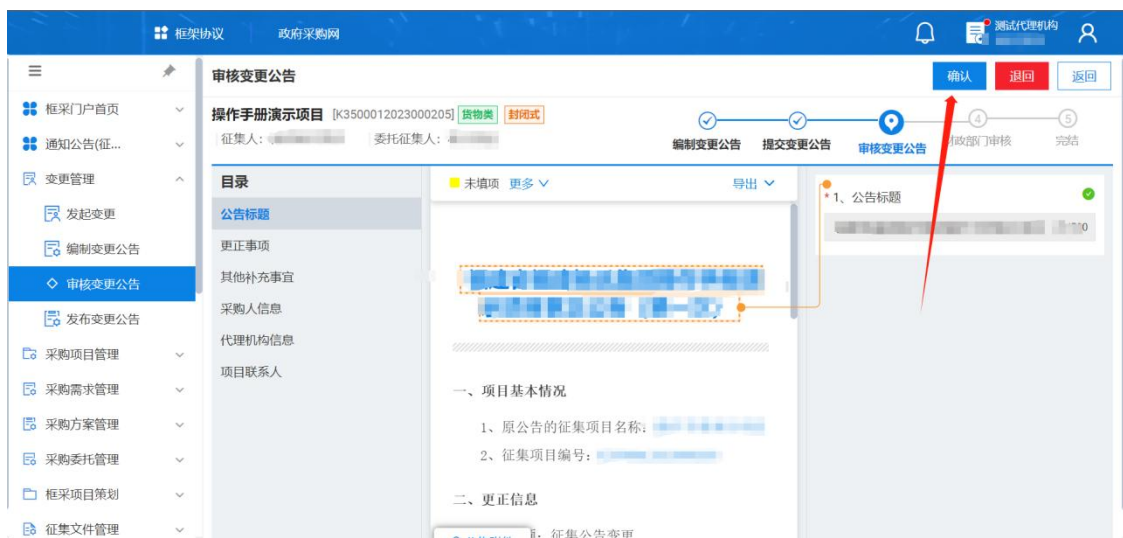 框架协议 政府采购网 测试代理机构
审核变更公告 确认 退回 返回
框采门户首页
通知公告(征...
变更管理
发起变更
编制变更公告
审核变更公告
发布变更公告
采购项目管理
采购需求管理
采购方案管理
采购委托管理
框采项目策划
征集文件管理
操作手册演示项目 [K3500012023000205] 货物类 封闭式
征集人: 委托征集人:
编制变更公告 提交变更公告 审核变更公告 4 财政部门审核 5 完结
目录
公告标题
更正事项
其他补充事宜
采购人信息
代理机构信息
项目联系人
未填项 更多 导出
一、项目基本情况
1、原公告的征集项目名称:
2、征集项目编号:
二、更正信息
征集公告变更
* 1、公告标题